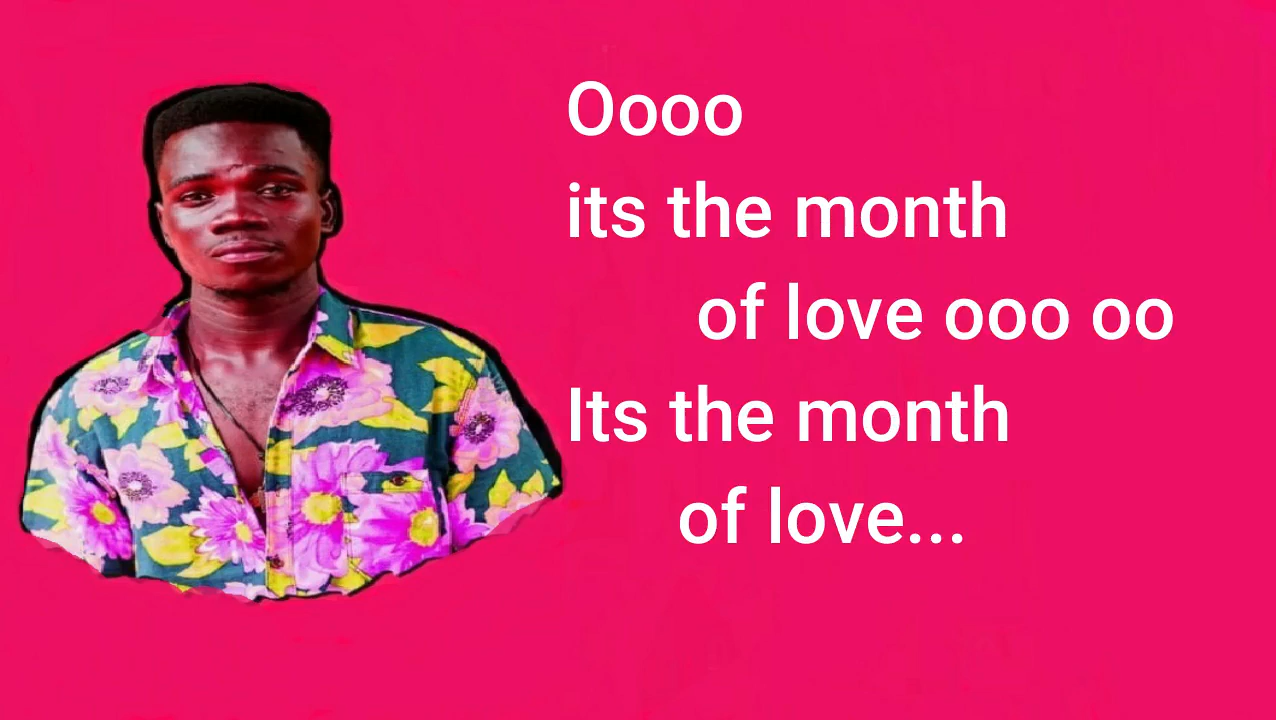 Oooo
its the month
of love ooo oo
Its the month
of love...